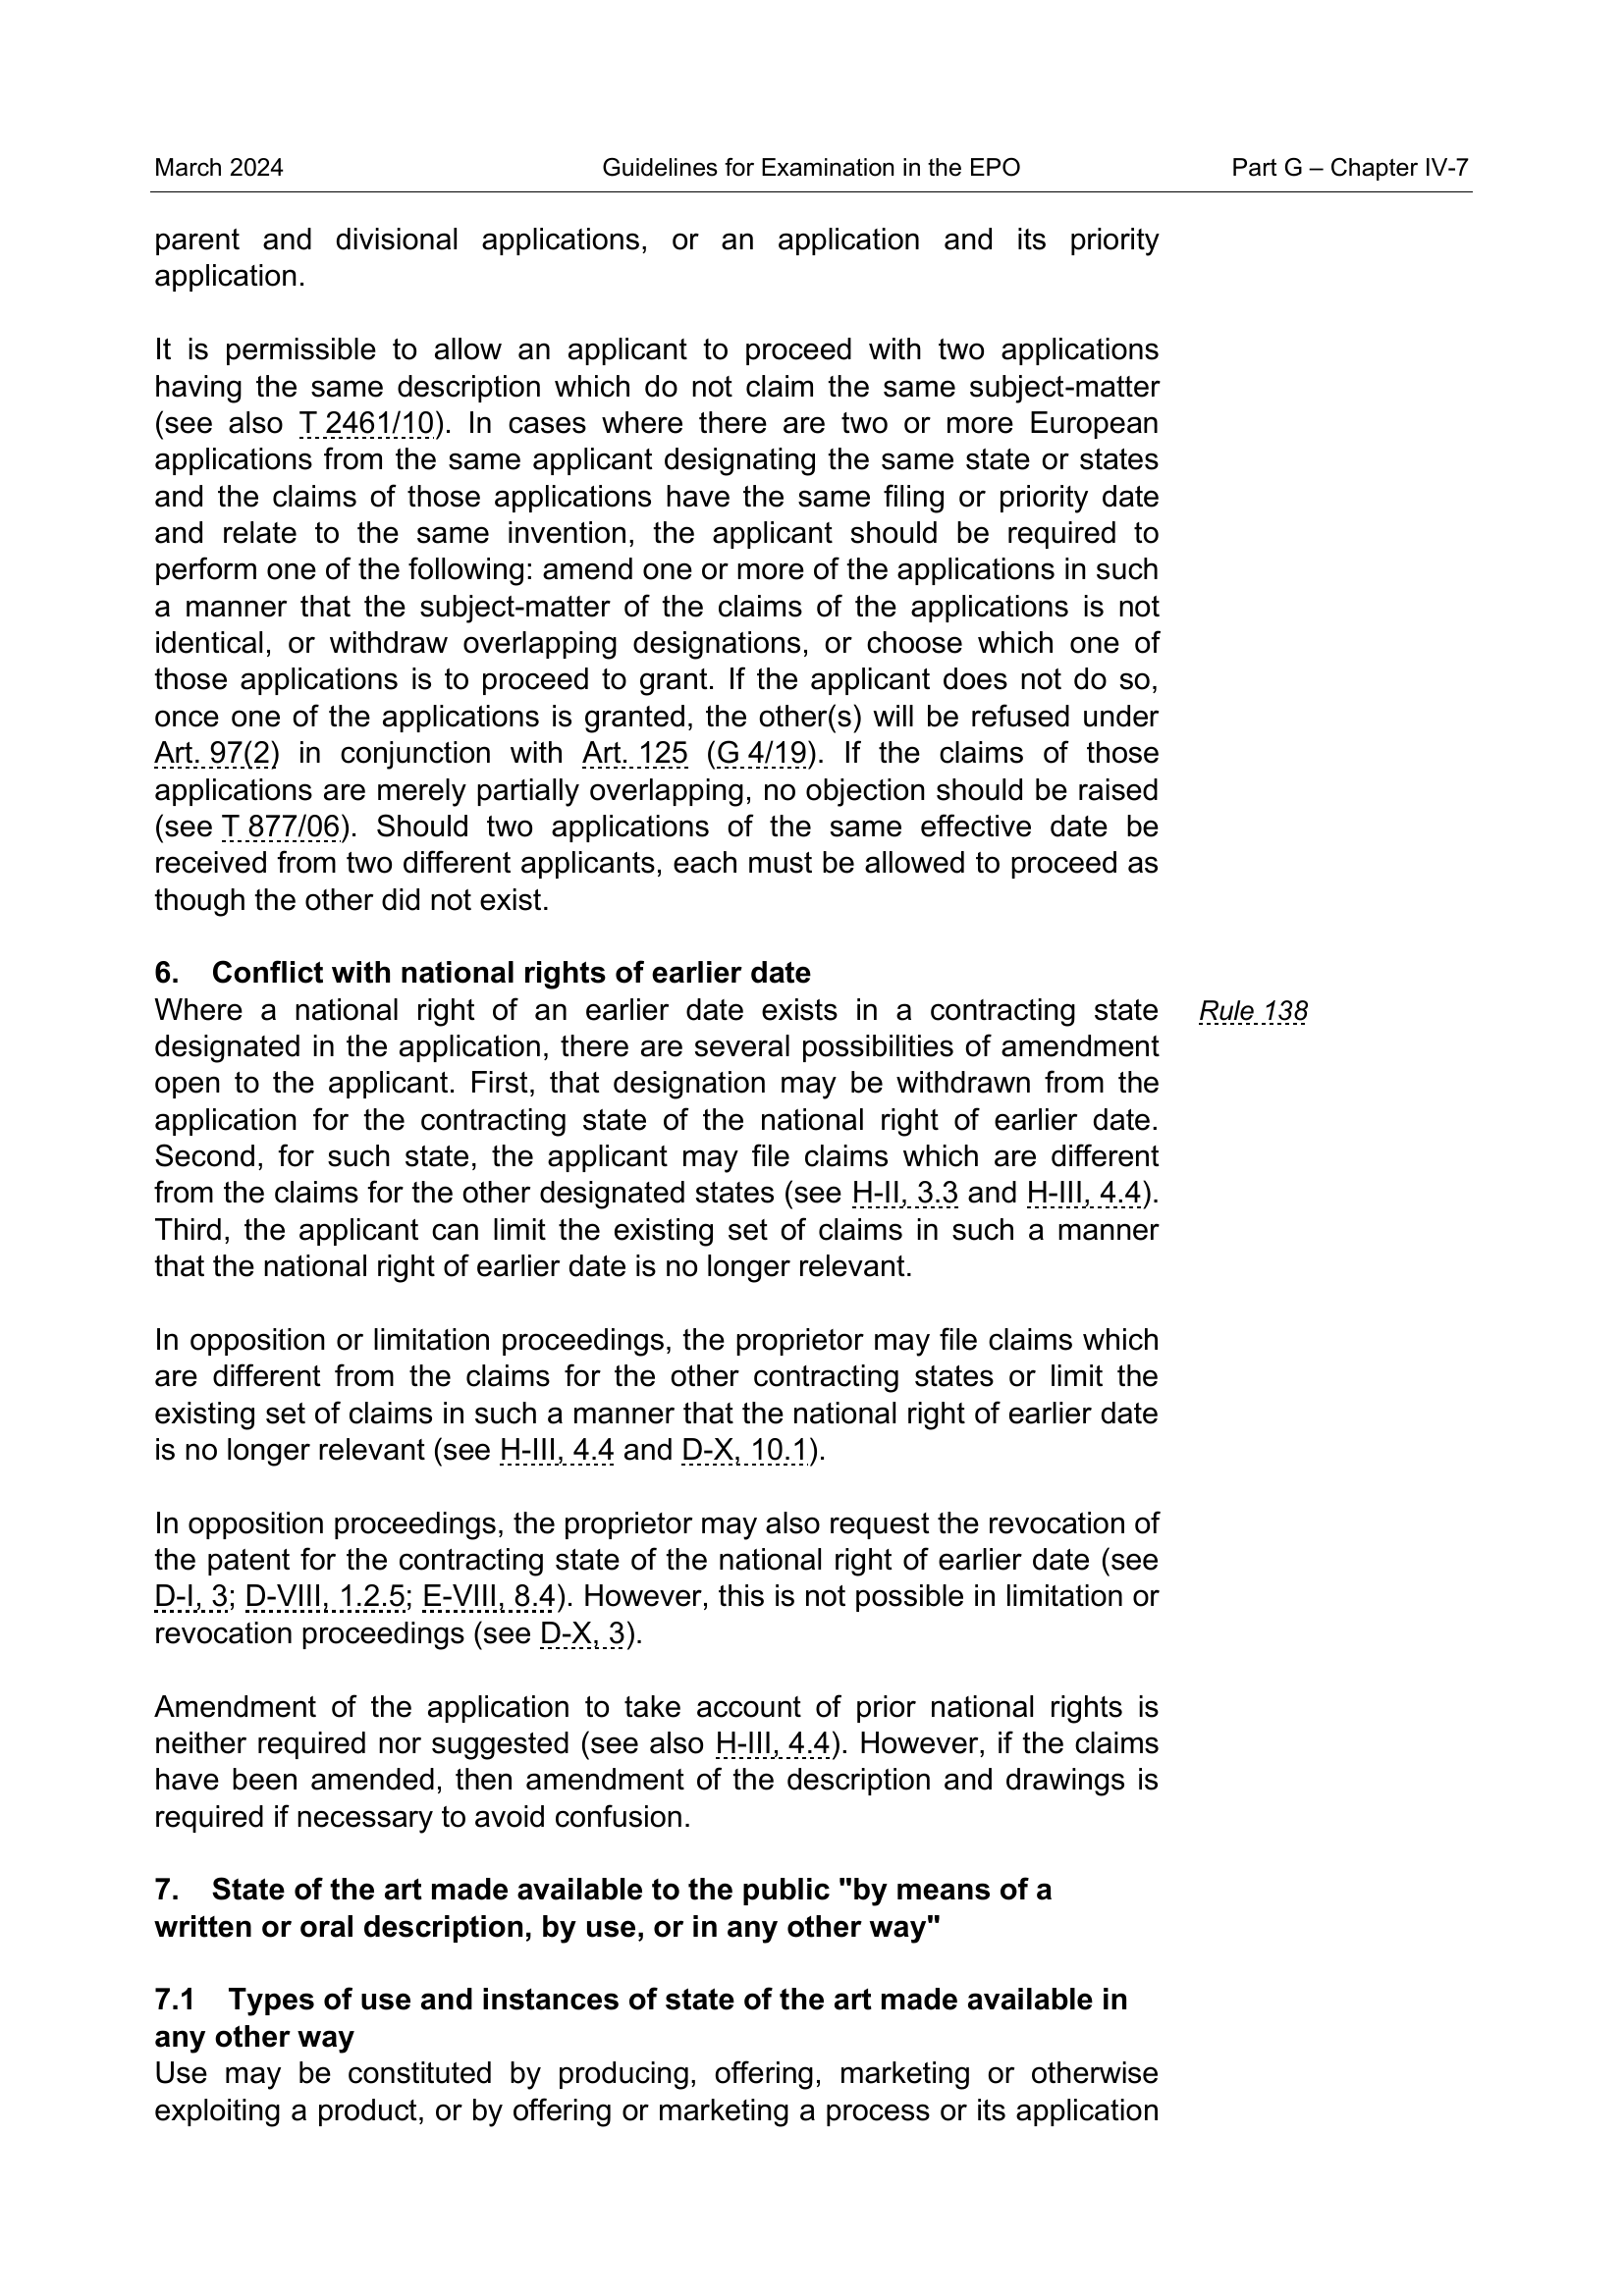 March 2024 Guidelines for Examination in the EPO Part G – Chapter IV-7
parent and divisional applications, or an application and its priority
application.
It is permissible to allow an applicant to proceed with two applications
having the same description which do not claim the same subject-matter
(see also T 2461/10). In cases where there are two or more European
applications from the same applicant designating the same state or states
and the claims of those applications have the same filing or priority date
and relate to the same invention, the applicant should be required to
perform one of the following: amend one or more of the applications in such
a manner that the subject-matter of the claims of the applications is not
identical, or withdraw overlapping designations, or choose which one of
those applications is to proceed to grant. If the applicant does not do so,
once one of the applications is granted, the other(s) will be refused under
Art. 97(2) in conjunction with Art. 125 (G 4/19). If the claims of those
applications are merely partially overlapping, no objection should be raised
(see T 877/06). Should two applications of the same effective date be
received from two different applicants, each must be allowed to proceed as
though the other did not exist.
6. Conflict with national rights of earlier date
Where a national right of an earlier date exists in a contracting state Rule 138
designated in the application, there are several possibilities of amendment
open to the applicant. First, that designation may be withdrawn from the
application for the contracting state of the national right of earlier date.
Second, for such state, the applicant may file claims which are different
from the claims for the other designated states (see H-II, 3.3 and H-III, 4.4).
Third, the applicant can limit the existing set of claims in such a manner
that the national right of earlier date is no longer relevant.
In opposition or limitation proceedings, the proprietor may file claims which
are different from the claims for the other contracting states or limit the
existing set of claims in such a manner that the national right of earlier date
is no longer relevant (see H-III, 4.4 and D-X, 10.1).
In opposition proceedings, the proprietor may also request the revocation of
the patent for the contracting state of the national right of earlier date (see
D-I, 3; D-VIII, 1.2.5; E-VIII, 8.4). However, this is not possible in limitation or
revocation proceedings (see D-X, 3).
Amendment of the application to take account of prior national rights is
neither required nor suggested (see also H-III, 4.4). However, if the claims
have been amended, then amendment of the description and drawings is
required if necessary to avoid confusion.
7. State of the art made available to the public "by means of a
written or oral description, by use, or in any other way"
7.1 Types of use and instances of state of the art made available in
any other way
Use may be constituted by producing, offering, marketing or otherwise
exploiting a product, or by offering or marketing a process or its application